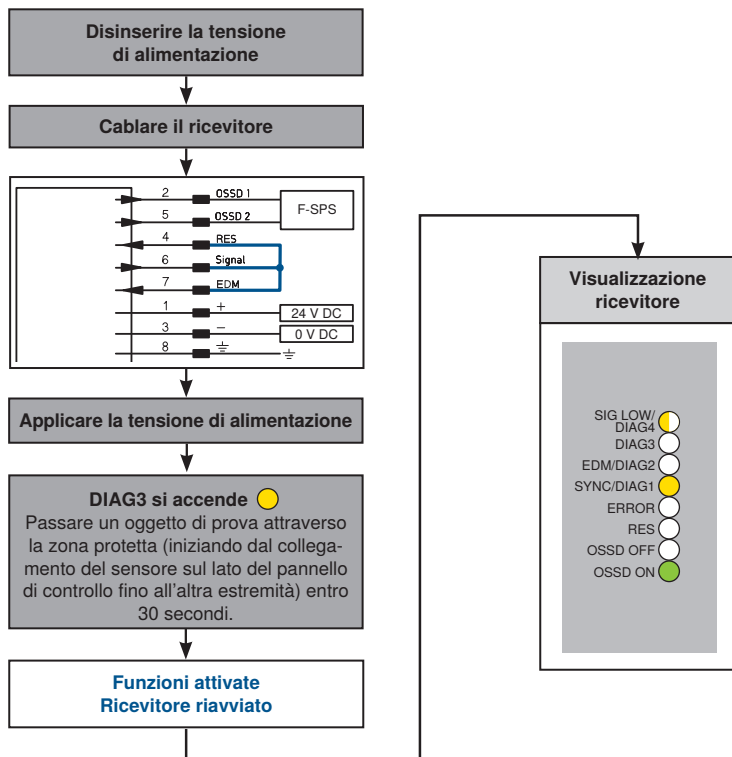 Disinserire la tensione
di alimentazione
Cablare il ricevitore
2 OSSD 1
5 OSSD 2
F-SPS
4 RES
6 Signal
7 EDM
1 + 24 V DC
3 − 0 V DC
8
Applicare la tensione di alimentazione
DIAG3 si accende
Passare un oggetto di prova attraverso
la zona protetta (iniziando dal collega-
mento del sensore sul lato del pannello
di controllo fino all'altra estremità) entro
30 secondi.
Funzioni attivate
Ricevitore riavviato
Visualizzazione
ricevitore
SIG LOW/
DIAG4
DIAG3
EDM/DIAG2
SYNC/DIAG1
ERROR
RES
OSSD OFF
OSSD ON